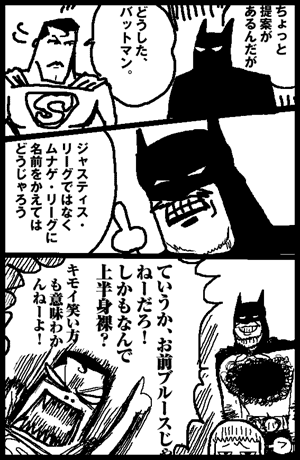 ちょっと
提案が
あるんだが
どうした、
バットマン。
ジャスティス・
リーグではなく
ムナゲ・リーグに
名前をかえては
どうじゃろう
ていうか、お前ブルースじゃ
ねーだろ!
しかもなんで
上半身裸?
キモイ笑い方
も意味わか
んねーよ!
S